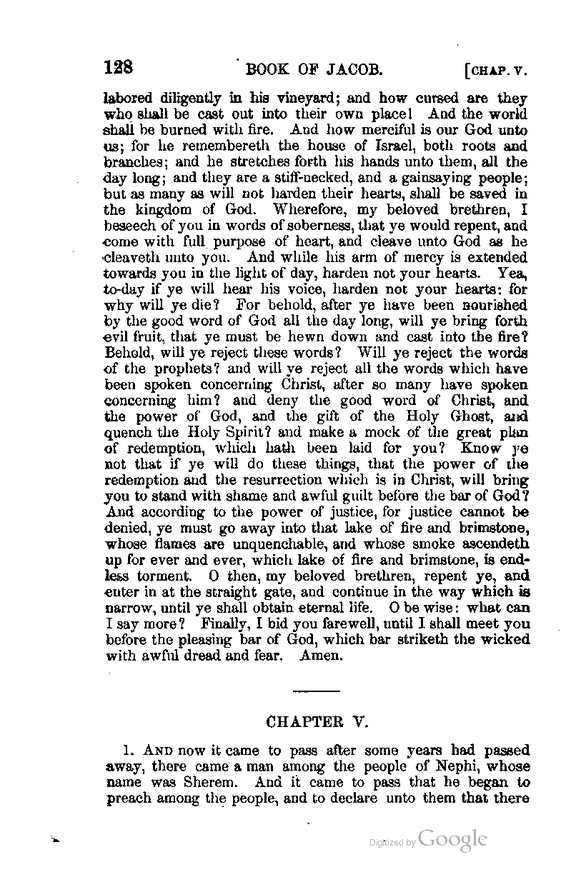 128 BOOK OF JACOB. [CHAP. V.
labored diligently in his vineyard; and how cursed are they
who shall be cast out into their own place! And the world
shall be burned with fire. And how merciful is our God unto
us; for he remembereth the house of Israel, both roots and
branches; and he stretches forth his hands unto them, all the
day long; and they are a stiff-necked, and a gainsaying people;
but as many as will not harden their hearts, shall be saved in
the kingdom of God. Wherefore, my beloved brethren, I
beseech of you in words of soberness, that ye would repent, and
come with full purpose of heart, and cleave unto God as he
cleaveth unto you. And while his arm of mercy is extended
towards you in the light of day, harden not your hearts. Yea,
to-day if ye will hear his voice, harden not your hearts: for
why will ye die? For behold, after ye have been nourished
by the good word of God all the day long, will ye bring forth
evil fruit, that ye must be hewn down and cast into the fire?
Behold, will ye reject these words? Will ye reject the words
of the prophets? and will ye reject all the words which have
been spoken concerning Christ, after so many have spoken
concerning him? and deny the good word of Christ, and
the power of God, and the gift of the Holy Ghost, and
quench the Holy Spirit? and make a mock of the great plan
of redemption, which hath been laid for you? Know ye
not that if ye will do these things, that the power of the
redemption and the resurrection which is in Christ, will bring
you to stand with shame and awful guilt before the bar of God?
And according to the power of justice, for justice cannot be
denied, ye must go away into that lake of fire and brimstone,
whose flames are unquenchable, and whose smoke ascendeth
up for ever and ever, which lake of fire and brimstone, is end-
less torment. O then, my beloved brethren, repent ye, and
enter in at the straight gate, and continue in the way which is
narrow, until ye shall obtain eternal life. O be wise: what can
I say more? Finally, I bid you farewell, until I shall meet you
before the pleasing bar of God, which bar striketh the wicked
with awful dread and fear. Amen.
CHAPTER V.
1. AND now it came to pass after some years had passed
away, there came a man among the people of Nephi, whose
name was Sherem. And it came to pass that he began to
preach among the people, and to declare unto them that there
Digitized by Google